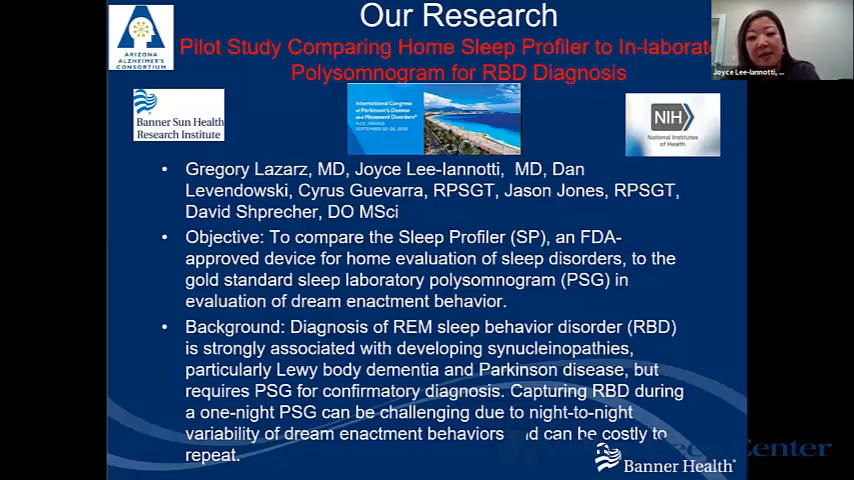 Our Research
Pilot Study Comparing Home Sleep Profiler to In-laborato
Polysomnogram for RBD Diagnosis
Joyce Lee-Iannotti, ...
ARIZONA
ALZHEIMER'S
CONSORTIUM
Banner Sun Health
Research Institute
International Congress
of Parkinson's Disease
and Movement Disorders®
NICE, FRANCE
SEPTEMBER 22-26, 2019
NIH
National Institutes
of Health
• Gregory Lazarz, MD, Joyce Lee-Iannotti, MD, Dan
Levendowski, Cyrus Guevarra, RPSGT, Jason Jones, RPSGT,
David Shprecher, DO MSci
• Objective: To compare the Sleep Profiler (SP), an FDA-
approved device for home evaluation of sleep disorders, to the
gold standard sleep laboratory polysomnogram (PSG) in
evaluation of dream enactment behavior.
• Background: Diagnosis of REM sleep behavior disorder (RBD)
is strongly associated with developing synucleinopathies,
particularly Lewy body dementia and Parkinson disease, but
requires PSG for confirmatory diagnosis. Capturing RBD during
a one-night PSG can be challenging due to night-to-night
variability of dream enactment behaviors nd can be costly to
repeat.
Center
Banner Health®